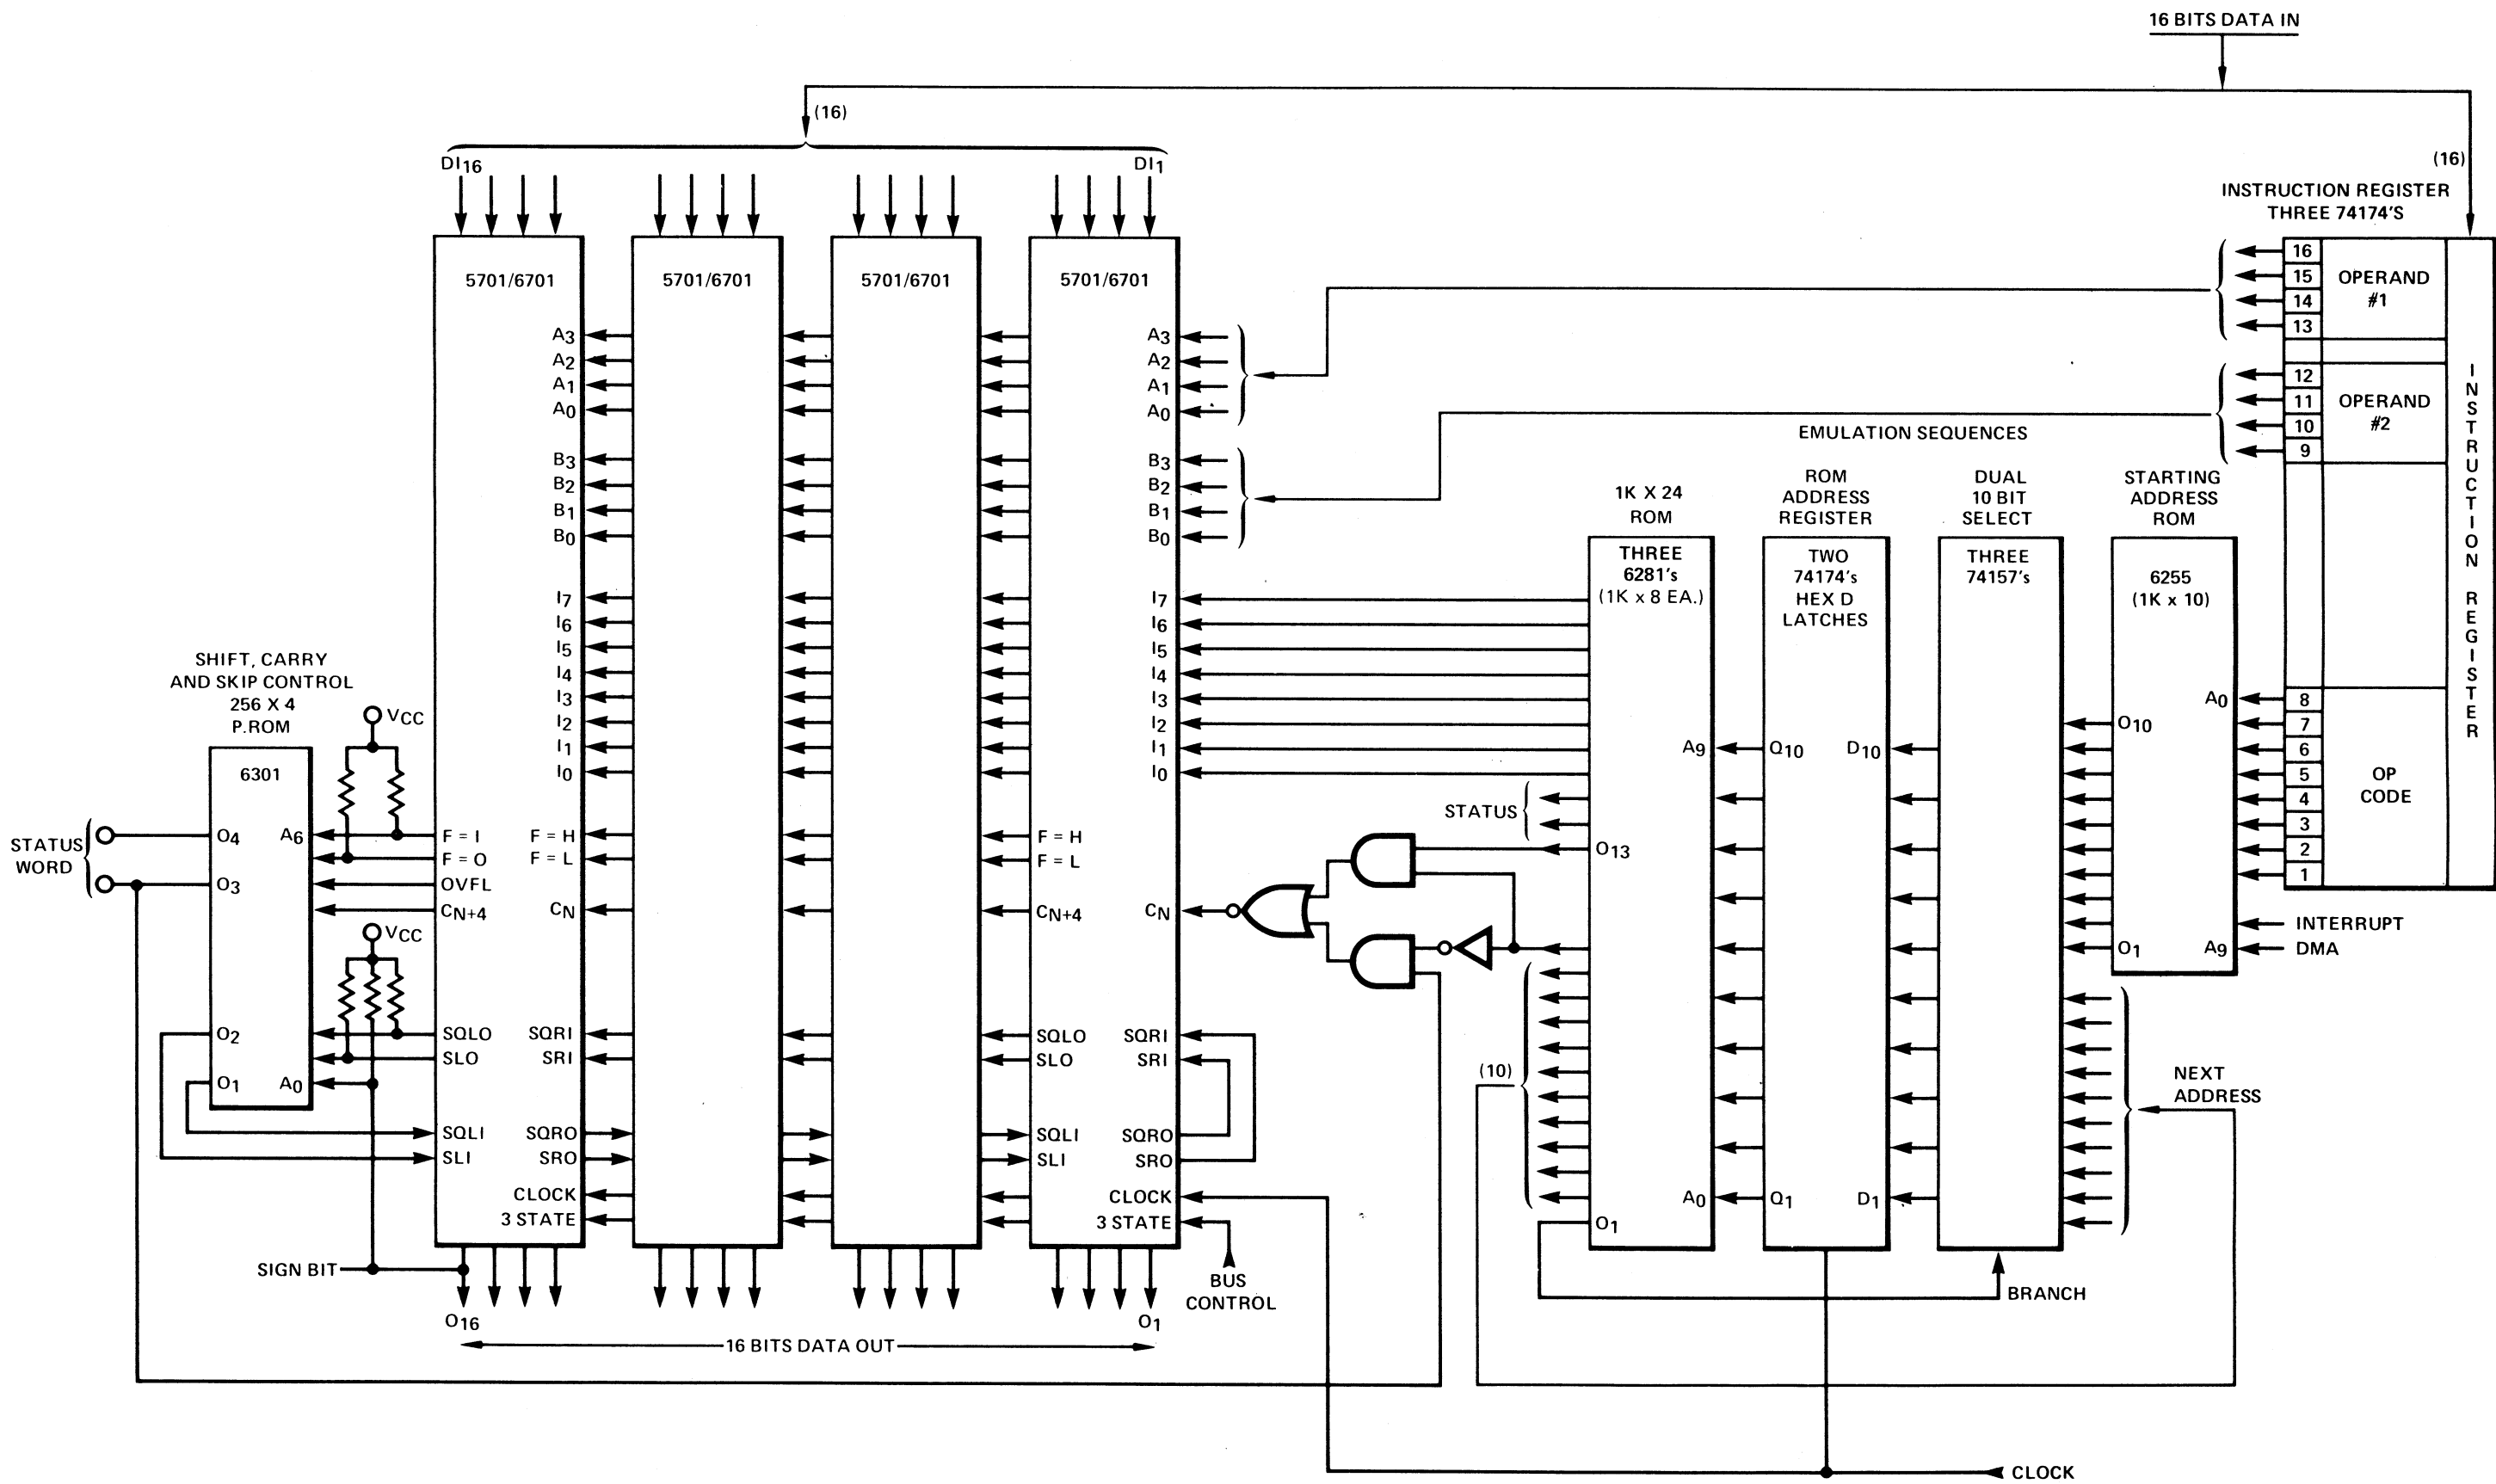 16 BITS DATA IN
(16)
(16)
DI16
DI1
INSTRUCTION REGISTER
THREE 74174'S
5701/6701
5701/6701
5701/6701
5701/6701
16
15
14
13
OPERAND
#1
12
11
10
9
OPERAND
#2
8
7
6
5
4
3
2
1
OP
CODE
INSTRUCTION REGISTER
A3
A2
A1
A0
B3
B2
B1
B0
I7
I6
I5
I4
I3
I2
I1
I0
A3
A2
A1
A0
B3
B2
B1
B0
I7
I6
I5
I4
I3
I2
I1
I0
EMULATION SEQUENCES
1K X 24
ROM
THREE
6281's
(1K x 8 EA.)
A9
A0
O13
O1
ROM
ADDRESS
REGISTER
TWO
74174's
HEX D
LATCHES
Q10
D10
Q1
D1
DUAL
10 BIT
SELECT
THREE
74157's
STARTING
ADDRESS
ROM
6255
(1K x 10)
A0
O10
O1
A9
INTERRUPT
DMA
NEXT
ADDRESS
BRANCH
STATUS
(10)
SHIFT, CARRY
AND SKIP CONTROL
256 X 4
P.ROM
6301
VCC
VCC
STATUS
WORD
O4
O3
O2
O1
A6
A0
F = I
F = O
OVFL
CN+4
SQLO
SLO
SQLI
SLI
F = H
F = L
CN
SQRI
SRI
SQRO
SRO
CLOCK
3 STATE
F = H
F = L
CN+4
CN
SQLO
SLO
SQRI
SRI
SQLI
SLI
SQRO
SRO
CLOCK
3 STATE
SIGN BIT
BUS
CONTROL
O16
O1
16 BITS DATA OUT
CLOCK